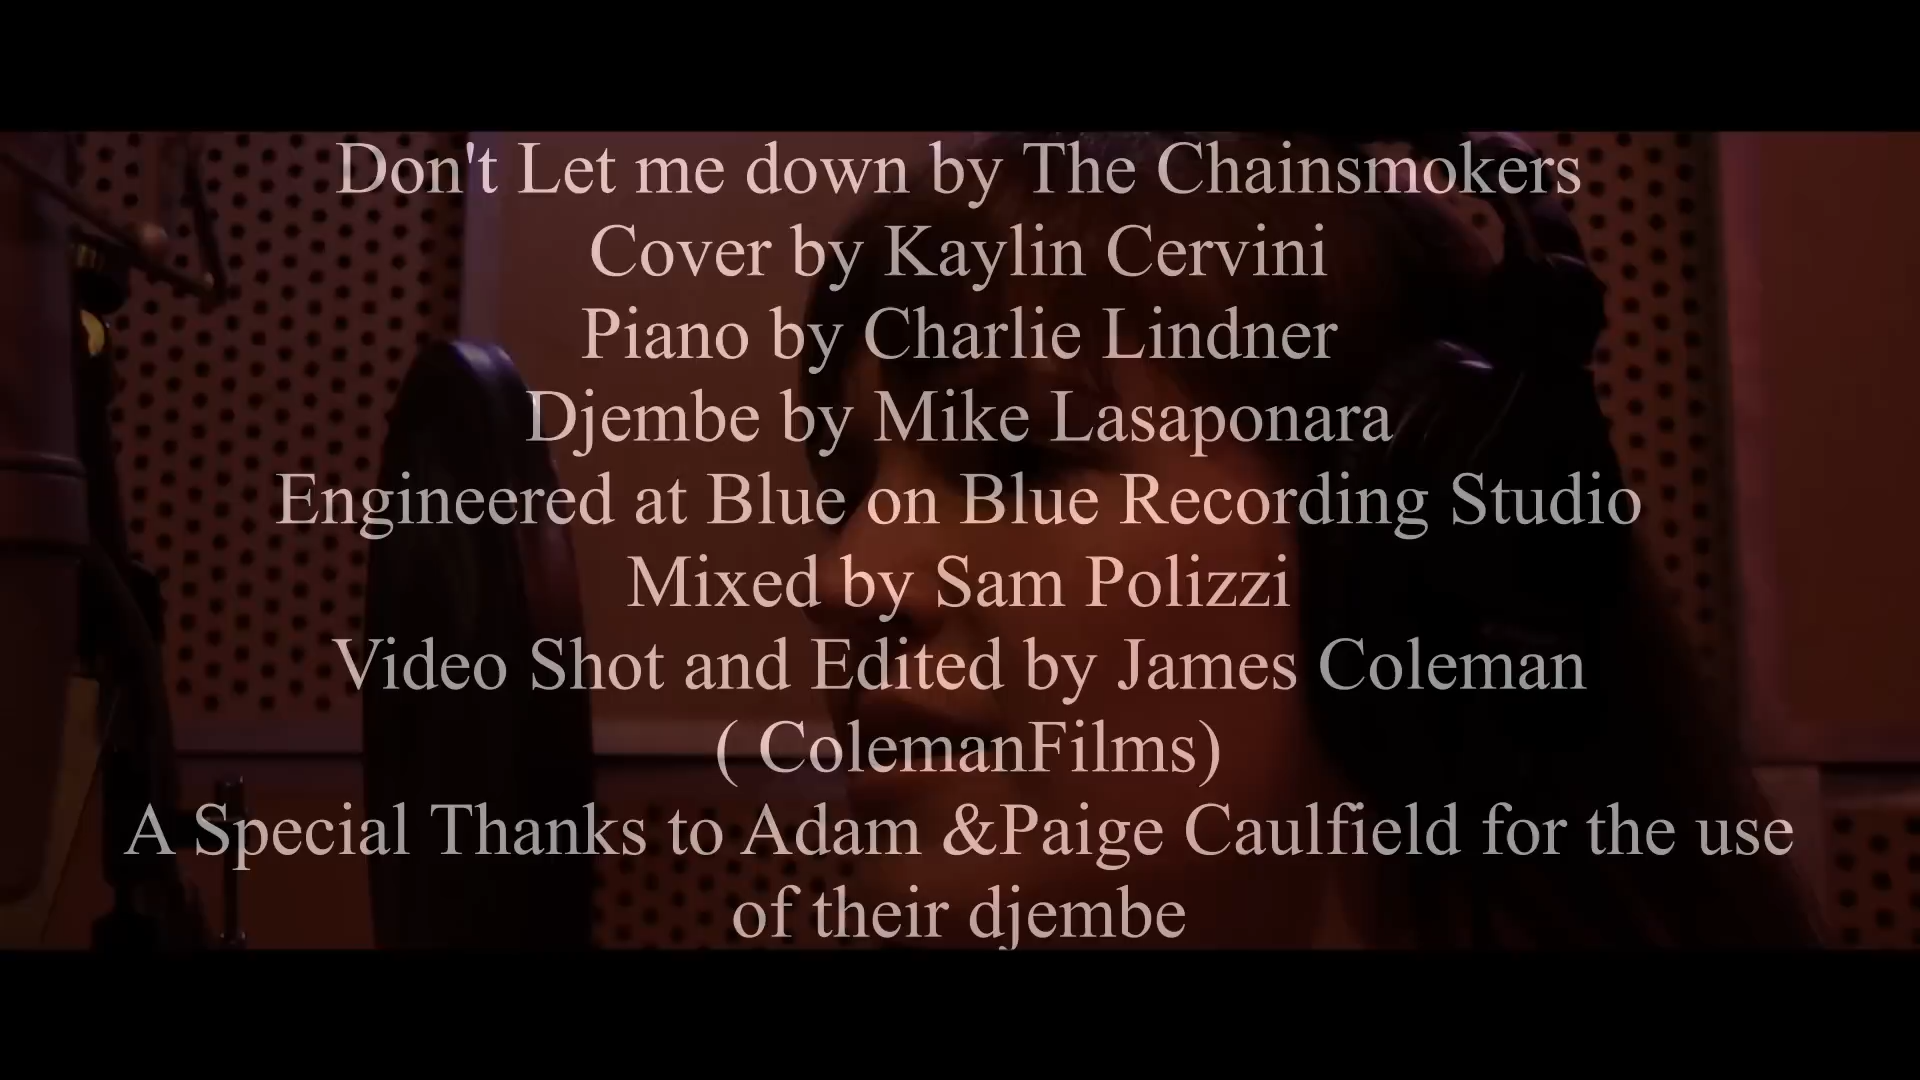 Don't Let me down by The Chainsmokers
Cover by Kaylin Cervini
Piano by Charlie Lindner
Djembe by Mike Lasaponara
Engineered at Blue on Blue Recording Studio
Mixed by Sam Polizzi
Video Shot and Edited by James Coleman
( ColemanFilms)
A Special Thanks to Adam &Paige Caulfield for the use
of their djembe